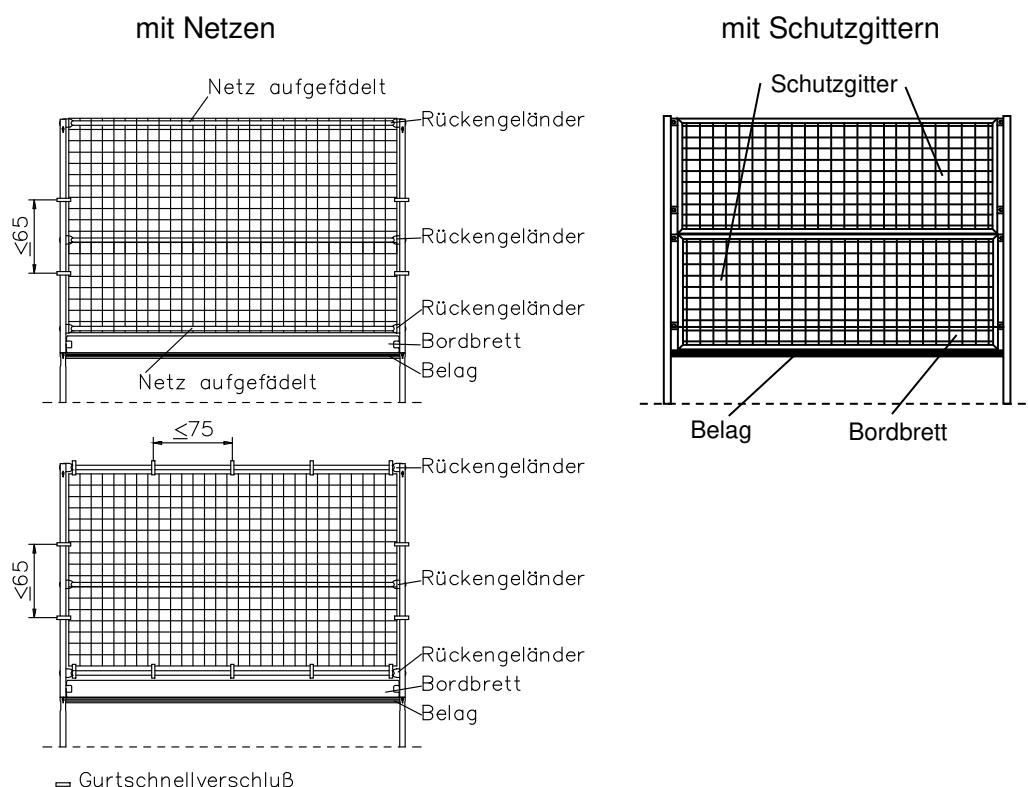 mit Netzen
Netz aufgefädelt
Rückengeländer
≤65
Rückengeländer
Rückengeländer
Bordbrett
Belag
Netz aufgefädelt
≤75
Rückengeländer
≤65
Rückengeländer
Rückengeländer
Bordbrett
Belag
Gurtschnellverschluß
mit Schutzgittern
Schutzgitter
Belag
Bordbrett